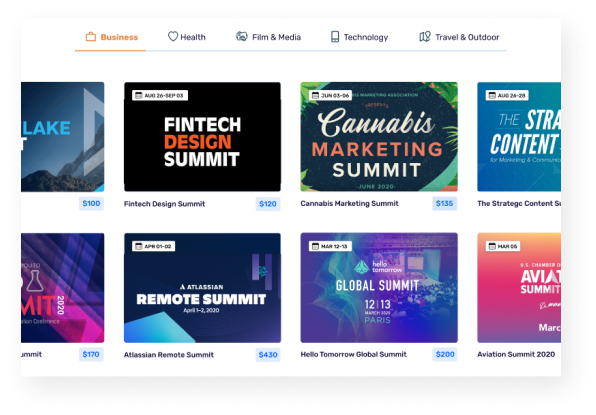 Business
Health
Film & Media
Technology
Travel & Outdoor
LAKE
T
$100
AUG 26-SEP 03
FINTECH
DESIGN
SUMMIT
Fintech Design Summit
$120
JUN 03-06
BIS MARKETING ASSOCIATION
PRESENTS
Cannabis
MARKETING
SUMMIT
JUNE 2020
Cannabis Marketing Summit
$135
AUG 26-28
THE STRA
CONTENT
for Marketing & Communic
The Strategc Content Su
MIT
2020
ummit
$170
APR 01-02
ATLASSIAN
REMOTE SUMMIT
April 1–2, 2020
Atlassian Remote Summit
$430
MAR 12-13
hello
tomorrow
GLOBAL SUMMIT
12|13
MARCH 2020
PARIS
Hello Tomorrow Global Summit
$200
MAR 05
U.S. CHAMBER O
AVIAT
SUMMIT
Marc
Aviation Summit 2020